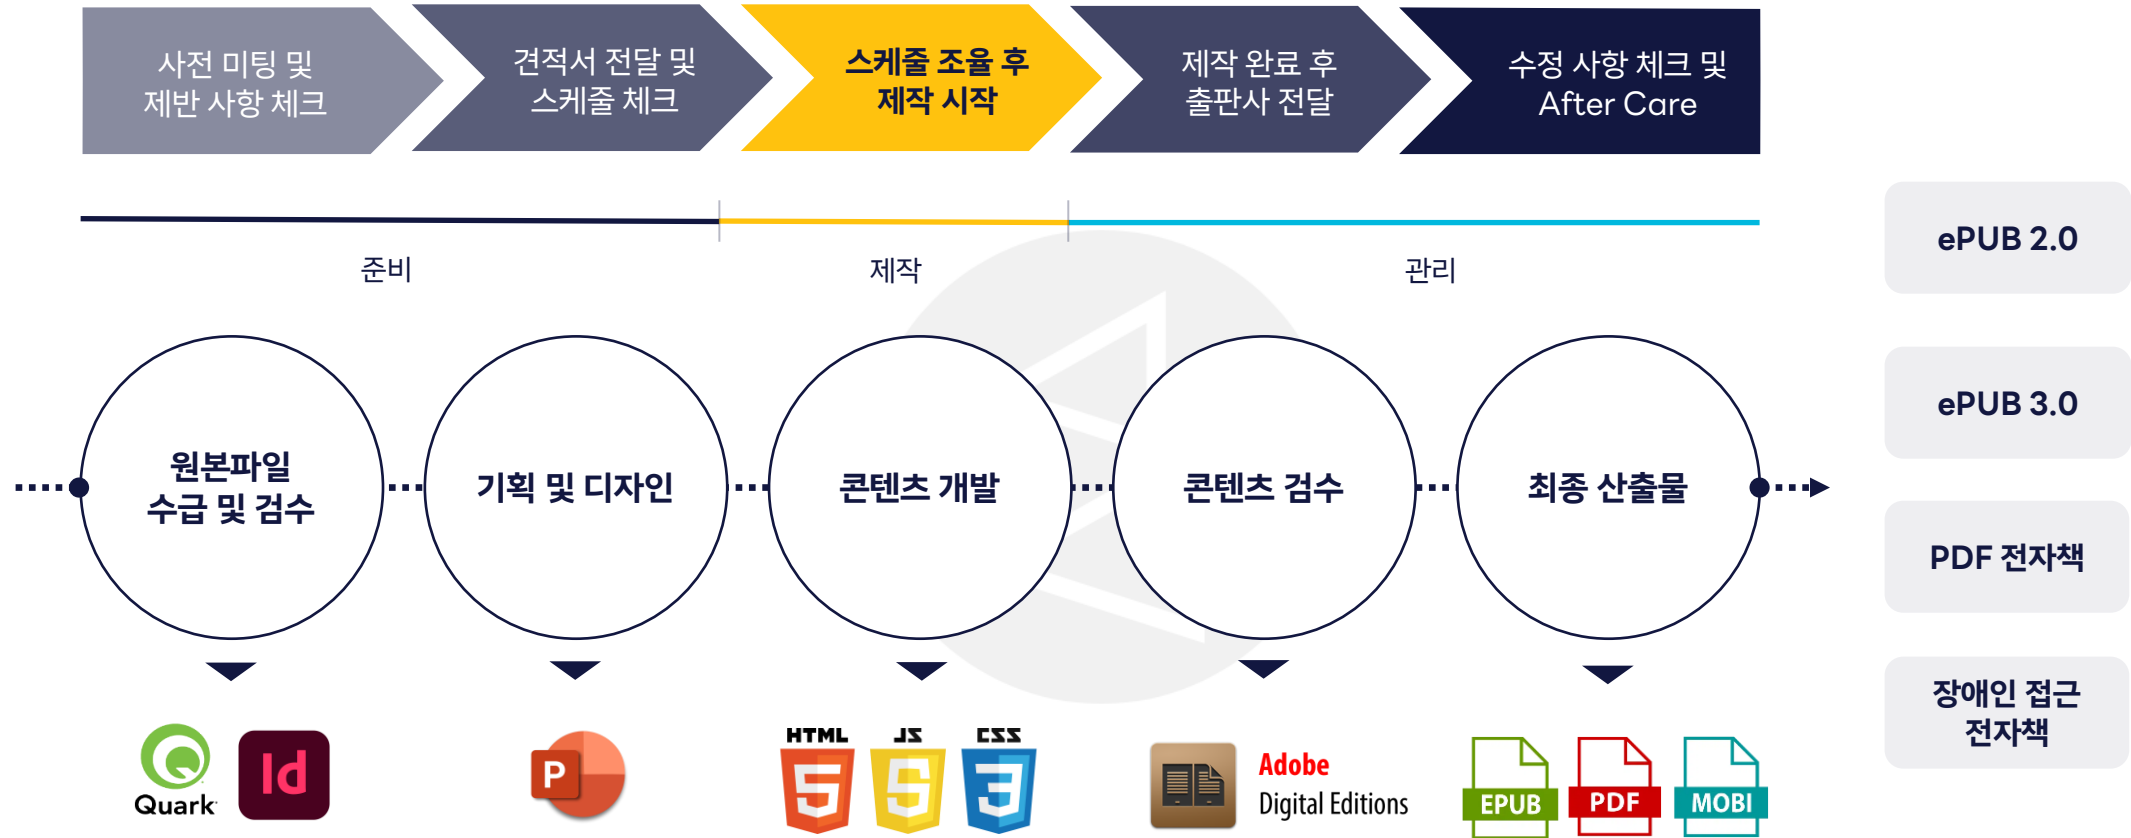 사전 미팅 및
제반 사항 체크
견적서 전달 및
스케줄 체크
스케줄 조율 후
제작 시작
제작 완료 후
출판사 전달
수정 사항 체크 및
After Care
준비
제작
관리
원본파일
수급 및 검수
기획 및 디자인
콘텐츠 개발
콘텐츠 검수
최종 산출물
Quark
Id
P
HTML
5
JS
5
CSS
3
Adobe
Digital Editions
EPUB
PDF
MOBI
ePUB 2.0
ePUB 3.0
PDF 전자책
장애인 접근
전자책